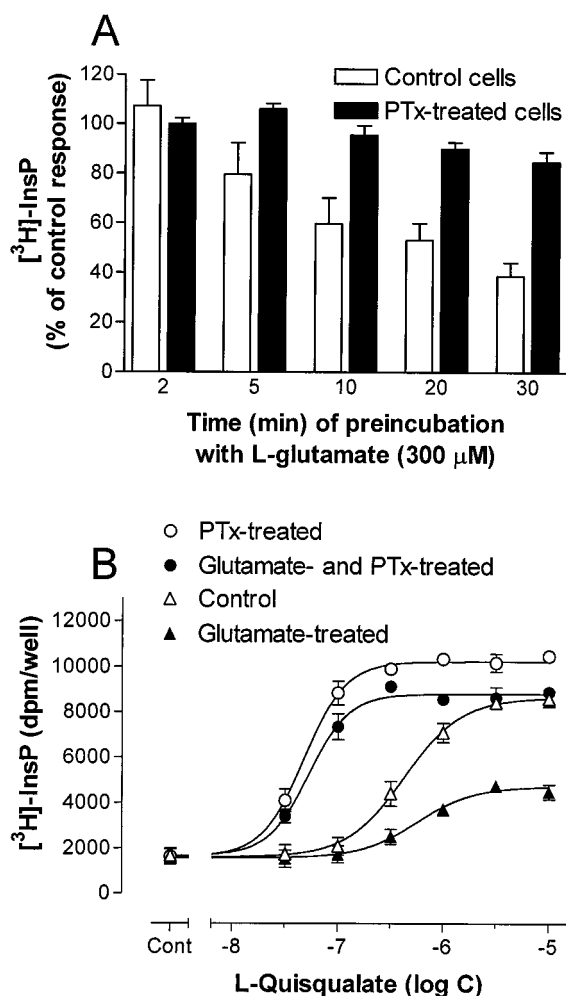 A
[³H]-InsP
(% of control response)
120
100
80
60
40
20
0
Control cells
PTx-treated cells
2 5 10 20 30
Time (min) of preincubation
with L-glutamate (300 μM)
B
PTx-treated
Glutamate- and PTx-treated
Control
Glutamate-treated
[³H]-InsP (dpm/well)
12000
10000
8000
6000
4000
2000
0
Cont -8 -7 -6 -5
L-Quisqualate (log C)